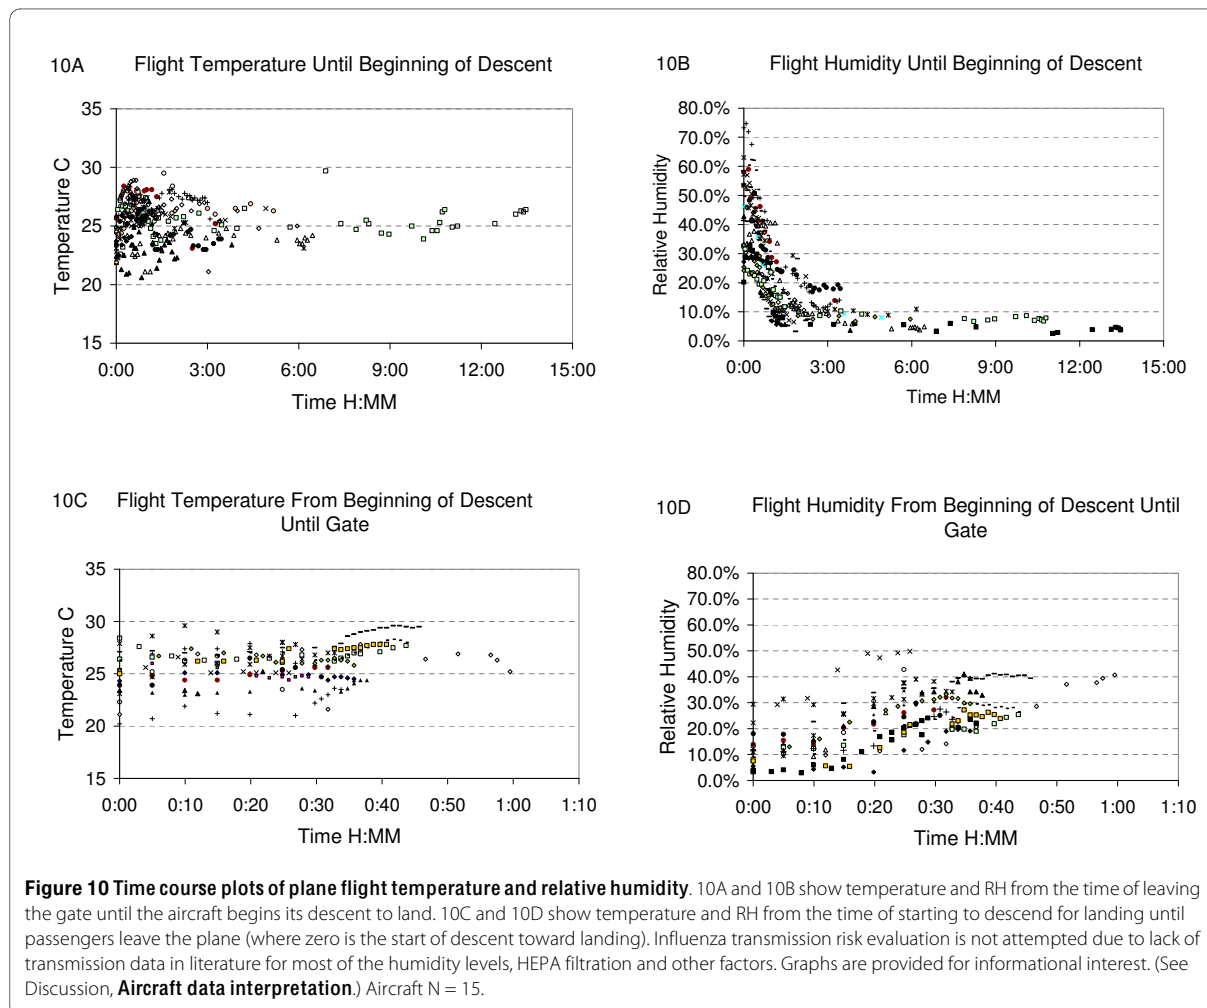 10A Flight Temperature Until Beginning of Descent
35
30
25
20
15
Temperature C
0:00 3:00 6:00 9:00 12:00 15:00
Time H:MM
10B Flight Humidity Until Beginning of Descent
80.0%
70.0%
60.0%
50.0%
40.0%
30.0%
20.0%
10.0%
0.0%
Relative Humidity
0:00 3:00 6:00 9:00 12:00 15:00
Time H:MM
10C Flight Temperature From Beginning of Descent
Until Gate
35
30
25
20
15
Temperature C
0:00 0:10 0:20 0:30 0:40 0:50 1:00 1:10
Time H:MM
10D Flight Humidity From Beginning of Descent Until
Gate
80.0%
70.0%
60.0%
50.0%
40.0%
30.0%
20.0%
10.0%
0.0%
Relative Humidity
0:00 0:10 0:20 0:30 0:40 0:50 1:00 1:10
Time H:MM
Figure 10 Time course plots of plane flight temperature and relative humidity. 10A and 10B show temperature and RH from the time of leaving
the gate until the aircraft begins its descent to land. 10C and 10D show temperature and RH from the time of starting to descend for landing until
passengers leave the plane (where zero is the start of descent toward landing). Influenza transmission risk evaluation is not attempted due to lack of
transmission data in literature for most of the humidity levels, HEPA filtration and other factors. Graphs are provided for informational interest. (See
Discussion, Aircraft data interpretation.) Aircraft N = 15.